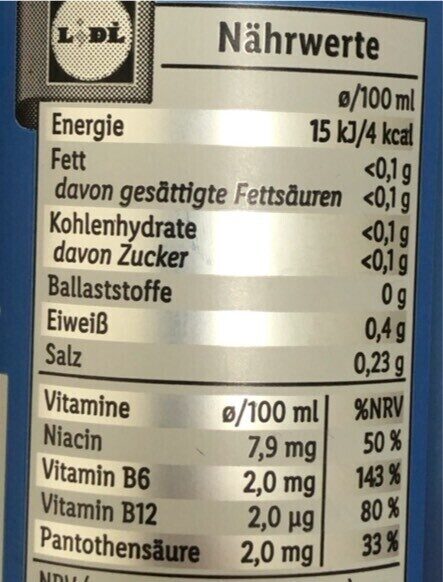 LIDL
Nährwerte
ø/100 ml
Energie 15 kJ/4 kcal
Fett <0,1 g
davon gesättigte Fettsäuren <0,1 g
Kohlenhydrate <0,1 g
davon Zucker <0,1 g
Ballaststoffe 0 g
Eiweiß 0,4 g
Salz 0,23 g
Vitamine ø/100 ml %NRV
Niacin 7,9 mg 50 %
Vitamin B6 2,0 mg 143 %
Vitamin B12 2,0 µg 80 %
Pantothensäure 2,0 mg 33 %